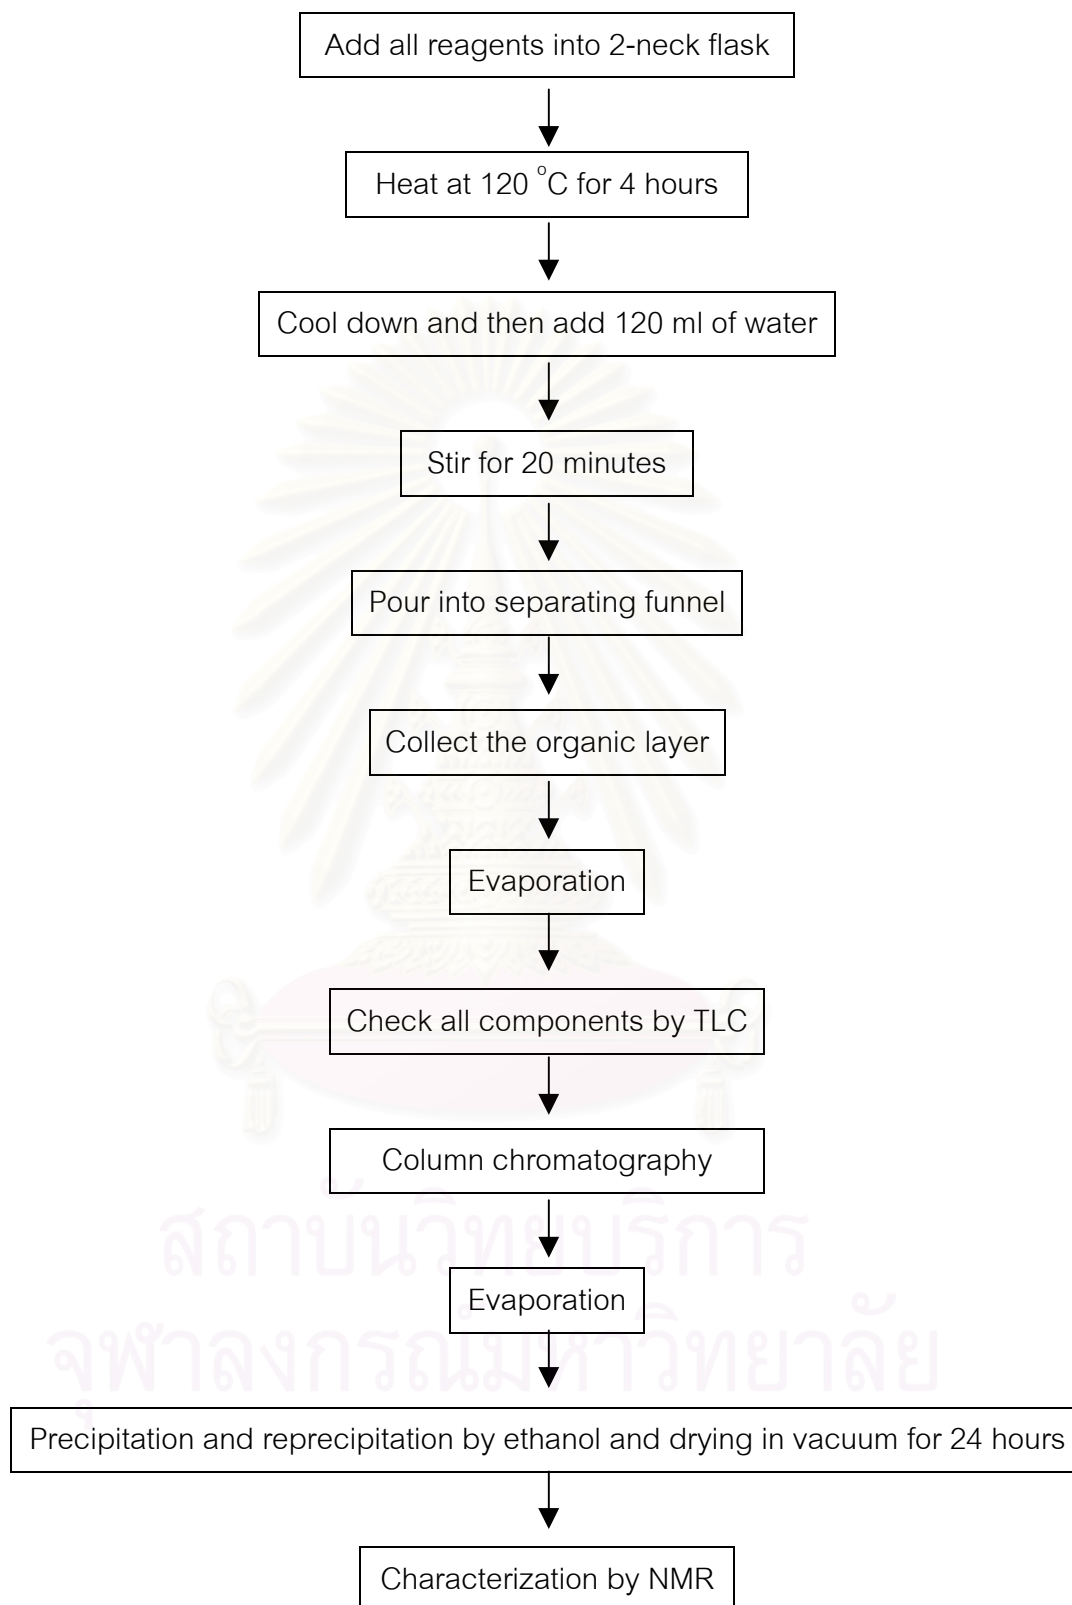 Add all reagents into 2-neck flask
Heat at 120 °C for 4 hours
Cool down and then add 120 ml of water
Stir for 20 minutes
Pour into separating funnel
Collect the organic layer
Evaporation
Check all components by TLC
Column chromatography
สถาบันวิทยบริการ
Evaporation
จุฬาลงกรณ์มหาวิทยาลัย
Precipitation and reprecipitation by ethanol and drying in vacuum for 24 hours
Characterization by NMR